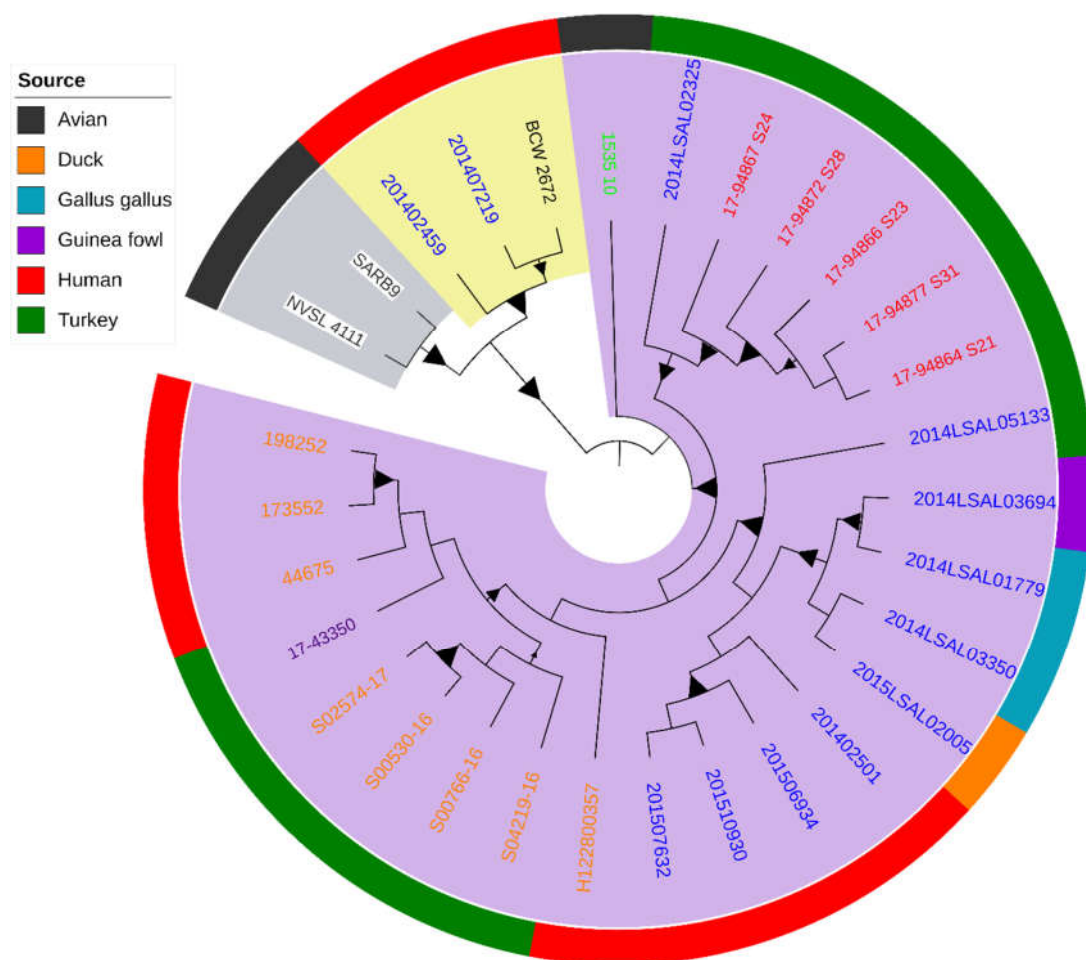 Source
Avian
Duck
Gallus gallus
Guinea fowl
Human
Turkey
NVSL 4111
SARB9
201402459
201407219
BCW 2672
1535 10
2014LSAL02325
17-94867 S24
17-94872 S28
17-94866 S23
17-94877 S31
17-94864 S21
2014LSAL05133
2014LSAL03694
2014LSAL01779
2014LSAL03350
2015LSAL02005
201402501
201506934
201510930
201507632
H122800357
S04219-16
S00766-16
S00530-16
S02574-17
17-43350
44675
173552
198252